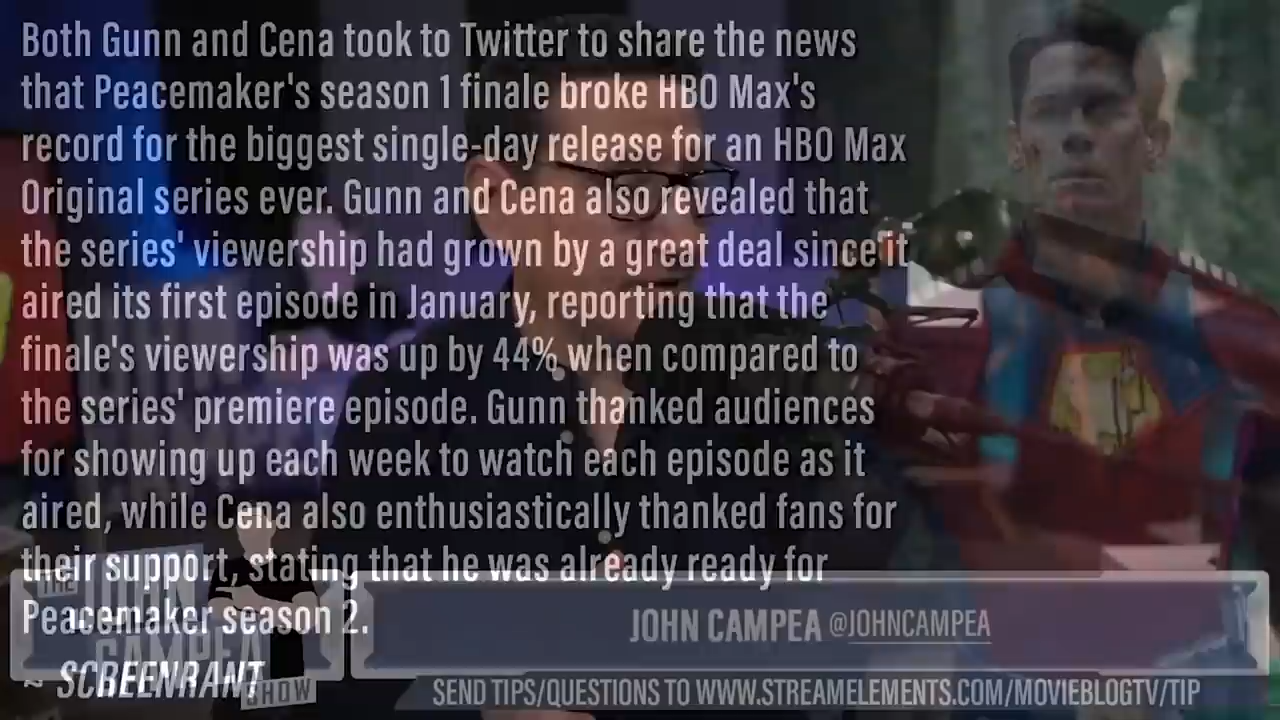 Both Gunn and Cena took to Twitter to share the news
that Peacemaker's season 1 finale broke HBO Max's
record for the biggest single-day release for an HBO Max
Original series ever. Gunn and Cena also revealed that
the series' viewership had grown by a great deal since it
aired its first episode in January, reporting that the
finale's viewership was up by 44% when compared to
the series' premiere episode. Gunn thanked audiences
for showing up each week to watch each episode as it
aired, while Cena also enthusiastically thanked fans for
their support, stating that he was already ready for
Peacemaker season 2.
~ SCREENRANT
THE
JOHN
CAMPEA
SHOW
JOHN CAMPEA @JOHNCAMPEA
SEND TIPS/QUESTIONS TO WWW.STREAMELEMENTS.COM/MOVIEBLOGTV/TIP